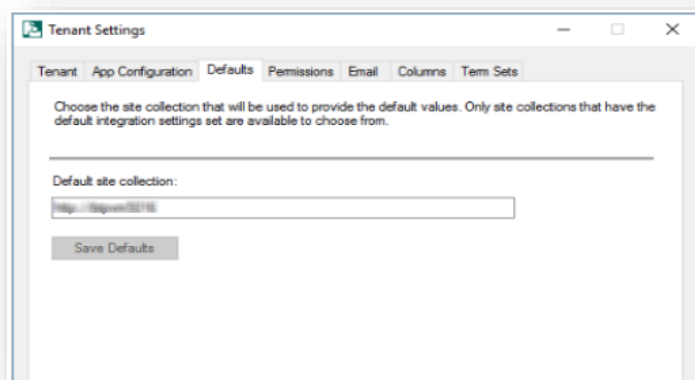 Tenant Settings
Tenant App Configuration Defaults Permissions Email Columns Term Sets
Choose the site collection that will be used to provide the default values. Only site collections that have the
default integration settings set are available to choose from.
Default site collection:
Save Defaults